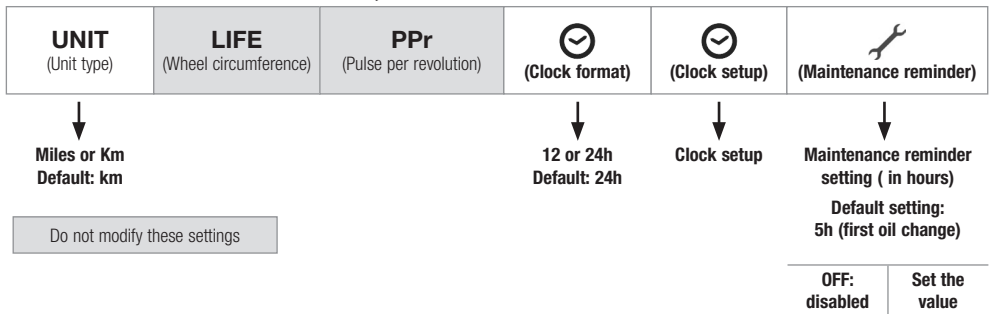 UNIT
(Unit type)
LIFE
(Wheel circumference)
PPr
(Pulse per revolution)
(Clock format)
(Clock setup)
(Maintenance reminder)
Miles or Km
Default: km
12 or 24h
Default: 24h
Clock setup
Maintenance reminder
setting ( in hours)
Default setting:
5h (first oil change)
Do not modify these settings
OFF:
disabled
Set the
value